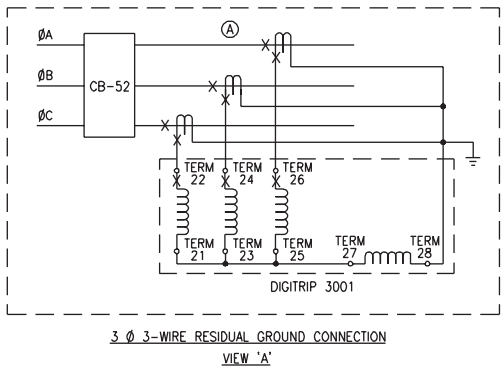 ØA
A
ØB
CB-52
ØC
TERM 22
TERM 24
TERM 26
TERM 21
TERM 23
TERM 25
TERM 27
TERM 28
DIGITRIP 3001
3 Ø 3-WIRE RESIDUAL GROUND CONNECTION
VIEW 'A'